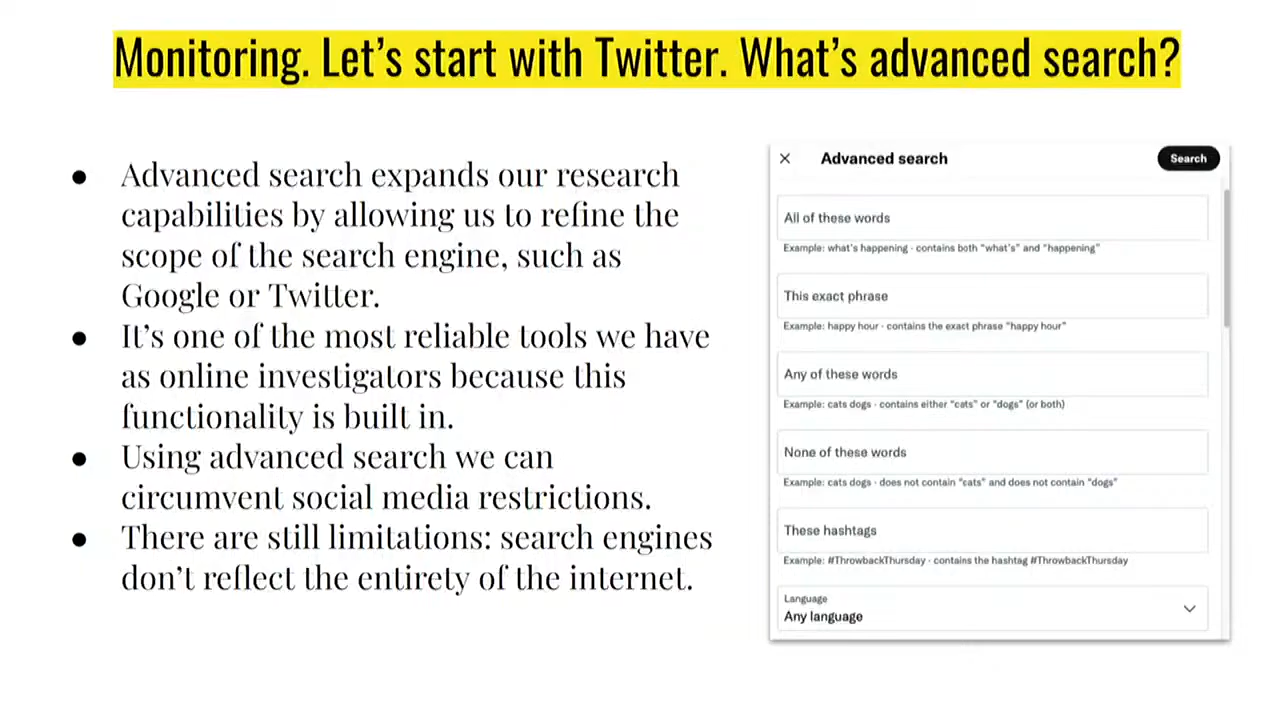 Monitoring. Let’s start with Twitter. What’s advanced search?
● Advanced search expands our research
capabilities by allowing us to refine the
scope of the search engine, such as
Google or Twitter.
● It’s one of the most reliable tools we have
as online investigators because this
functionality is built in.
● Using advanced search we can
circumvent social media restrictions.
● There are still limitations: search engines
don’t reflect the entirety of the internet.
Advanced search
Search
All of these words
Example: what’s happening · contains both “what’s” and “happening”
This exact phrase
Example: happy hour · contains the exact phrase “happy hour”
Any of these words
Example: cats dogs · contains either “cats” or “dogs” (or both)
None of these words
Example: cats dogs · does not contain “cats” and does not contain “dogs”
These hashtags
Example: #ThrowbackThursday · contains the hashtag #ThrowbackThursday
Language
Any language